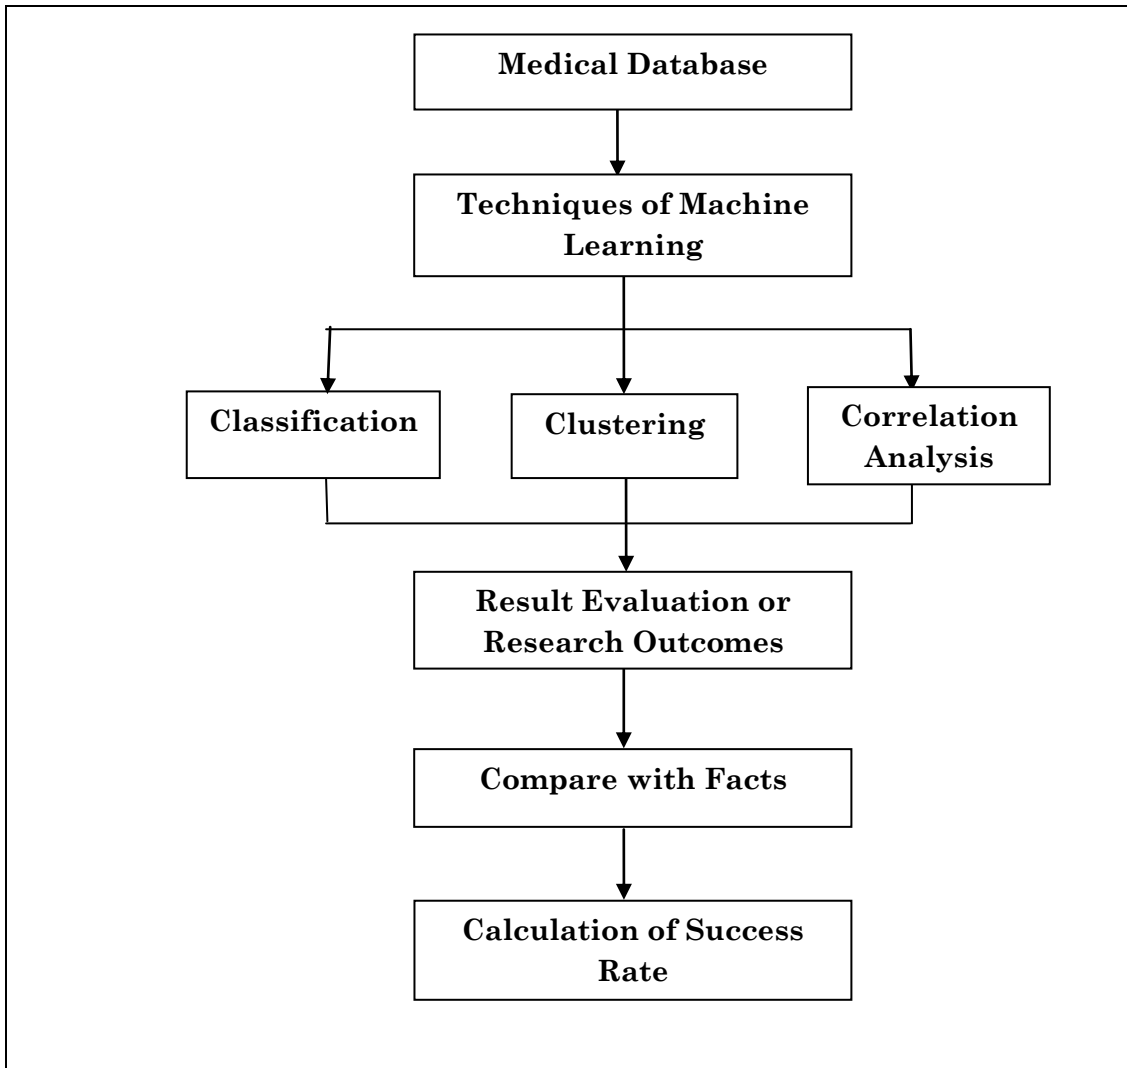 Medical Database
Techniques of Machine
Learning
Classification
Clustering
Correlation
Analysis
Result Evaluation or
Research Outcomes
Compare with Facts
Calculation of Success
Rate